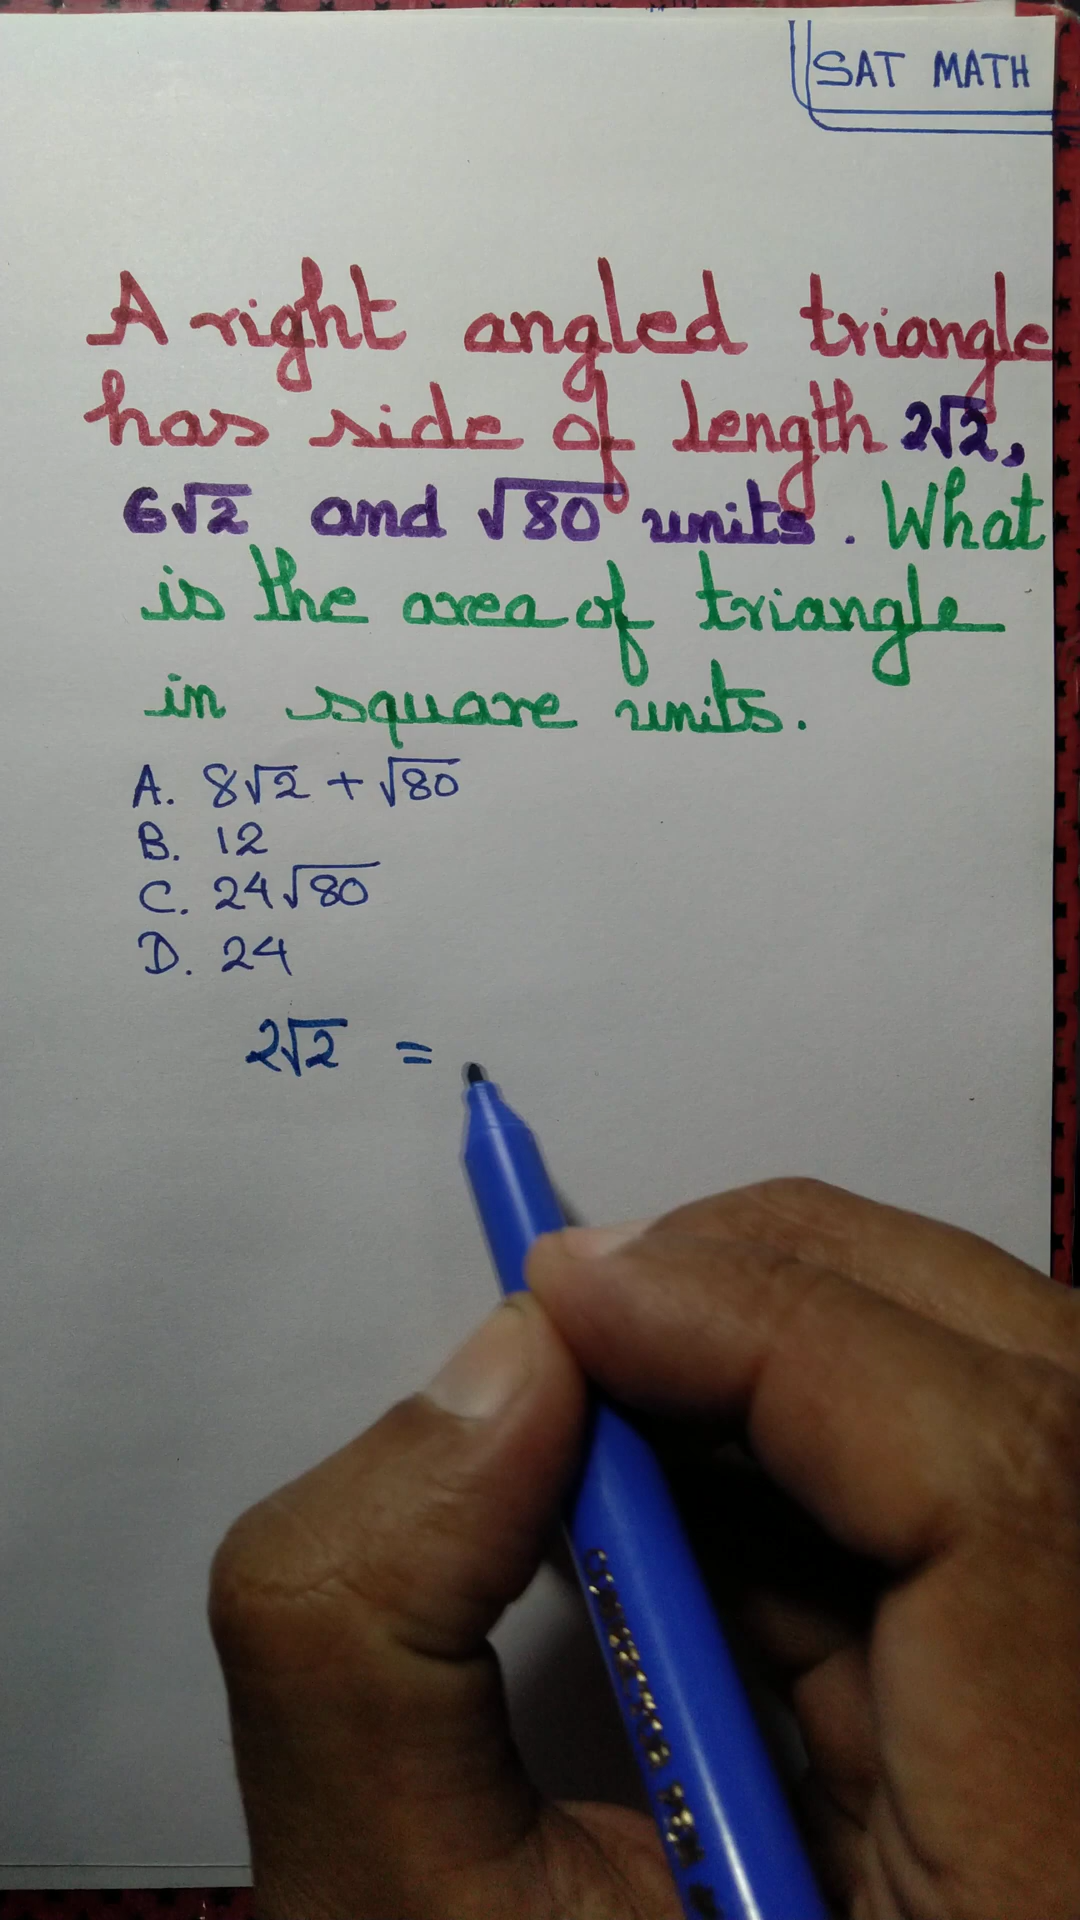 SAT MATH
A right angled triangle
has side of length 2√2,
6√2 and √80 units. What
is the area of triangle
in square units.
A. 8√2 + √80
B. 12
C. 24√80
D. 24
2√2 =